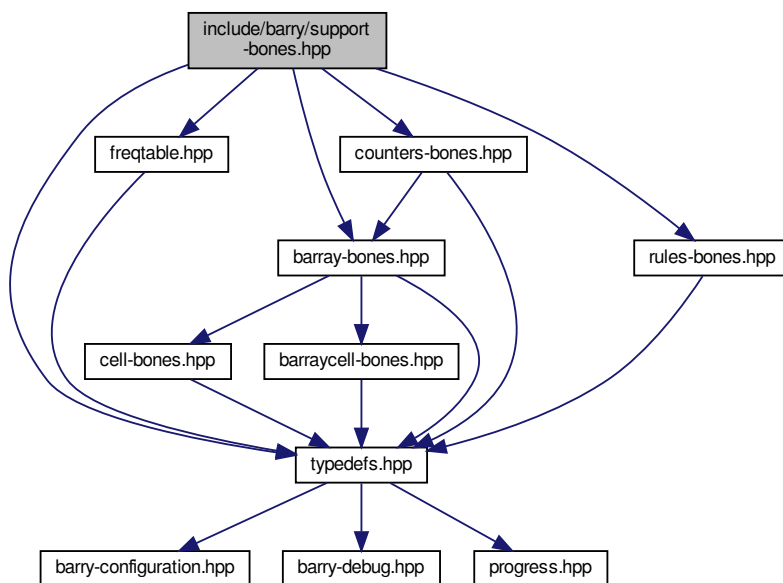 include/barry/support
-bones.hpp
freqtable.hpp
counters-bones.hpp
barray-bones.hpp
rules-bones.hpp
cell-bones.hpp
barraycell-bones.hpp
typedefs.hpp
barry-configuration.hpp
barry-debug.hpp
progress.hpp